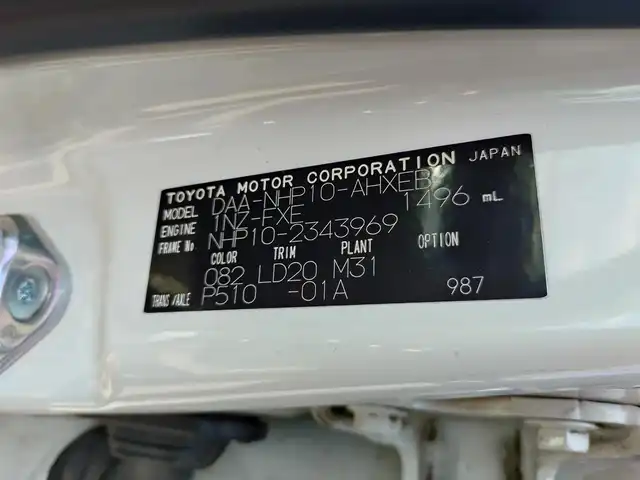 TOYOTA MOTOR CORPORATION JAPAN
MODEL DAA-NHP10-AHXEB
ENGINE 1NZ-FXE 1496 mL
FRAME No NHP10-2343969
COLOR TRIM PLANT OPTION
082 LD20 M31
TRANS/AXLE P510 -01A 987